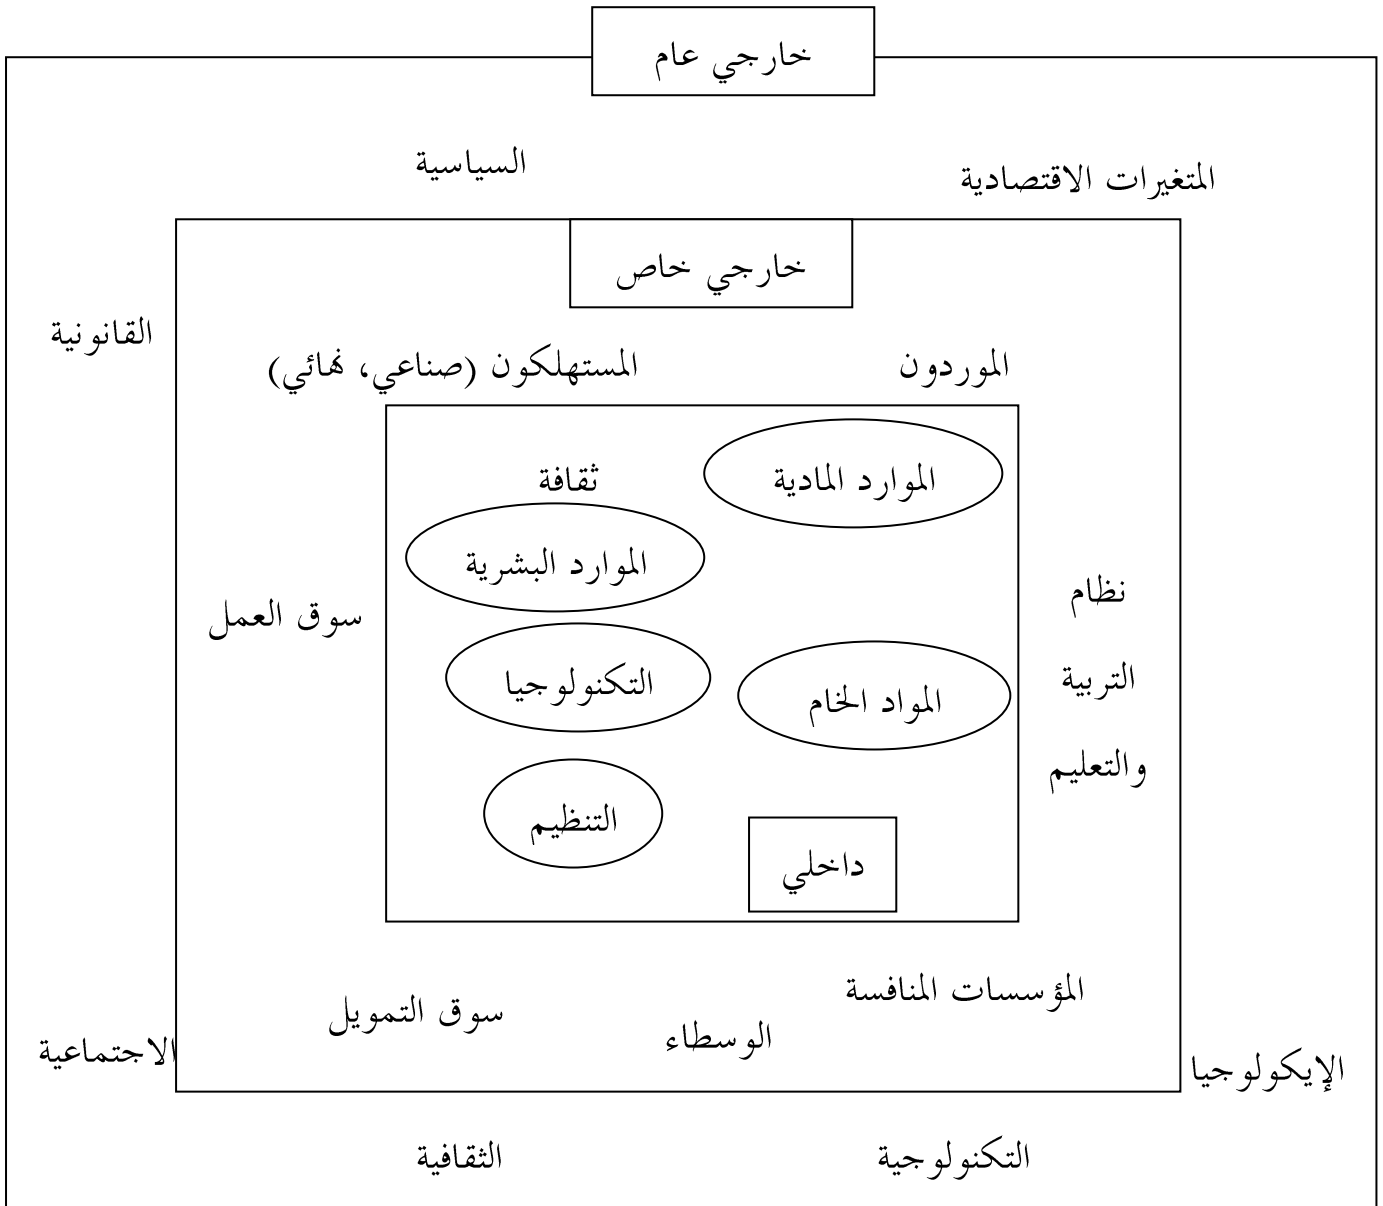 خارجي عام
السياسية
المتغيرات الاقتصادية
خارجي خاص
القانونية
الموردون
المستهلكون (صناعي، نهائي)
الموارد المادية
ثقافة
الموارد البشرية
نظام
سوق العمل
التربية
التكنولوجيا
المواد الخام
والتعليم
التنظيم
داخلي
المؤسسات المنافسة
سوق التمويل
الوسطاء
الاجتماعية
الإيكولوجيا
التكنولوجية
الثقافية